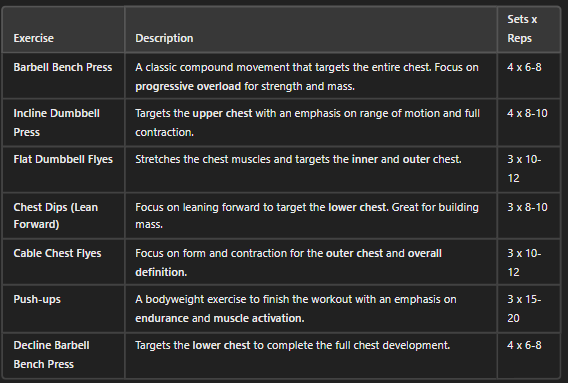 Exercise Description Sets x
Reps
Barbell Bench Press A classic compound movement that targets the entire chest. Focus on 4 x 6-8
progressive overload for strength and mass.
Incline Dumbbell Targets the upper chest with an emphasis on range of motion and full 4 x 8-10
Press contraction.
Flat Dumbbell Flyes Stretches the chest muscles and targets the inner and outer chest. 3 x 10-
12
Chest Dips (Lean Focus on leaning forward to target the lower chest. Great for building 3 x 8-10
Forward) mass.
Cable Chest Flyes Focus on form and contraction for the outer chest and overall 3 x 10-
definition. 12
Push-ups A bodyweight exercise to finish the workout with an emphasis on 3 x 15-
endurance and muscle activation. 20
Decline Barbell Targets the lower chest to complete the full chest development. 4 x 6-8
Bench Press